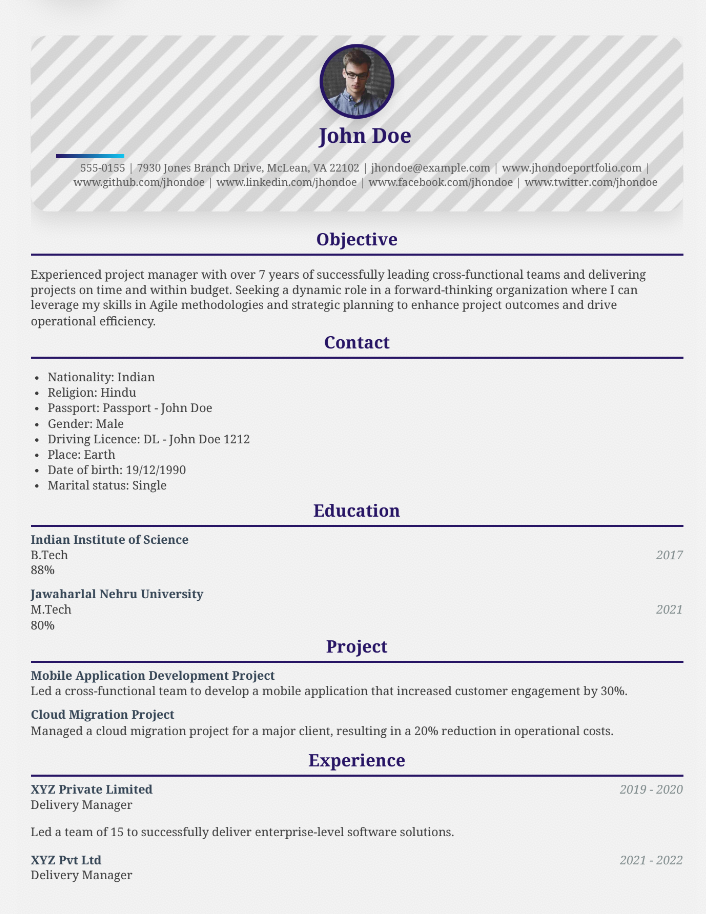 John Doe
555-0155 | 7930 Jones Branch Drive, McLean, VA 22102 | jhondoe@example.com | www.jhondoeportfolio.com |
www.github.com/jhondoe | www.linkedin.com/jhondoe | www.facebook.com/jhondoe | www.twitter.com/jhondoe
Objective
Experienced project manager with over 7 years of successfully leading cross-functional teams and delivering
projects on time and within budget. Seeking a dynamic role in a forward-thinking organization where I can
leverage my skills in Agile methodologies and strategic planning to enhance project outcomes and drive
operational efficiency.
Contact
• Nationality: Indian
• Religion: Hindu
• Passport: Passport - John Doe
• Gender: Male
• Driving Licence: DL - John Doe 1212
• Place: Earth
• Date of birth: 19/12/1990
• Marital status: Single
Education
Indian Institute of Science
B.Tech 2017
88%
Jawaharlal Nehru University
M.Tech 2021
80%
Project
Mobile Application Development Project
Led a cross-functional team to develop a mobile application that increased customer engagement by 30%.
Cloud Migration Project
Managed a cloud migration project for a major client, resulting in a 20% reduction in operational costs.
Experience
XYZ Private Limited 2019 - 2020
Delivery Manager
Led a team of 15 to successfully deliver enterprise-level software solutions.
XYZ Pvt Ltd 2021 - 2022
Delivery Manager